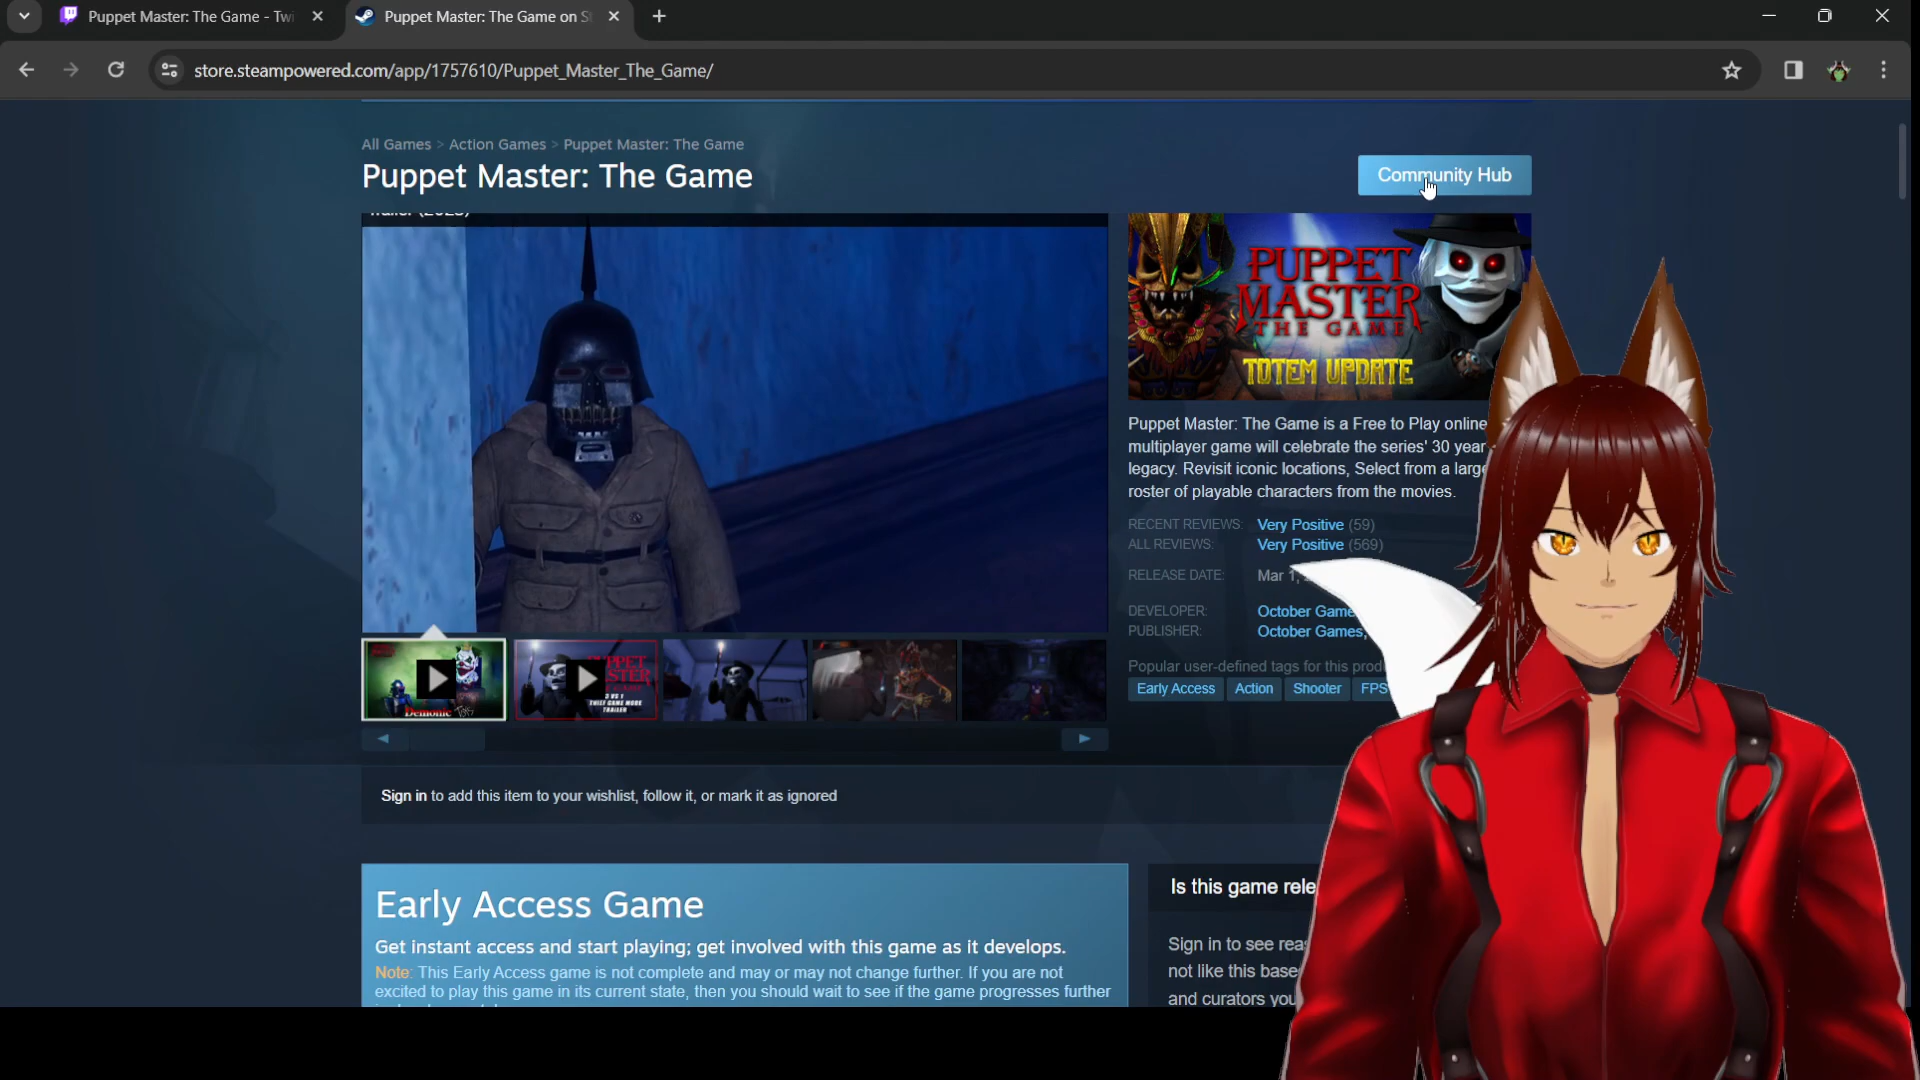 Puppet Master: The Game - Twi
Puppet Master: The Game on S
store.steampowered.com/app/1757610/Puppet_Master_The_Game/
All Games > Action Games > Puppet Master: The Game
Puppet Master: The Game
Community Hub
PUPPET
MASTER
THE GAME
TOTEM UPDATE
Puppet Master: The Game is a Free to Play online
multiplayer game will celebrate the series' 30 year
legacy. Revisit iconic locations, Select from a large
roster of playable characters from the movies.
RECENT REVIEWS: Very Positive (59)
ALL REVIEWS: Very Positive (569)
RELEASE DATE: Mar 1,
DEVELOPER: October Game
PUBLISHER: October Games,
Popular user-defined tags for this prod
Early Access Action Shooter FPS
Demonic Toys
THIEF GAME MODE
TRAILER
Sign in to add this item to your wishlist, follow it, or mark it as ignored
Early Access Game
Get instant access and start playing; get involved with this game as it develops.
Note: This Early Access game is not complete and may or may not change further. If you are not
excited to play this game in its current state, then you should wait to see if the game progresses further
Is this game rele
Sign in to see rea
not like this base
and curators you